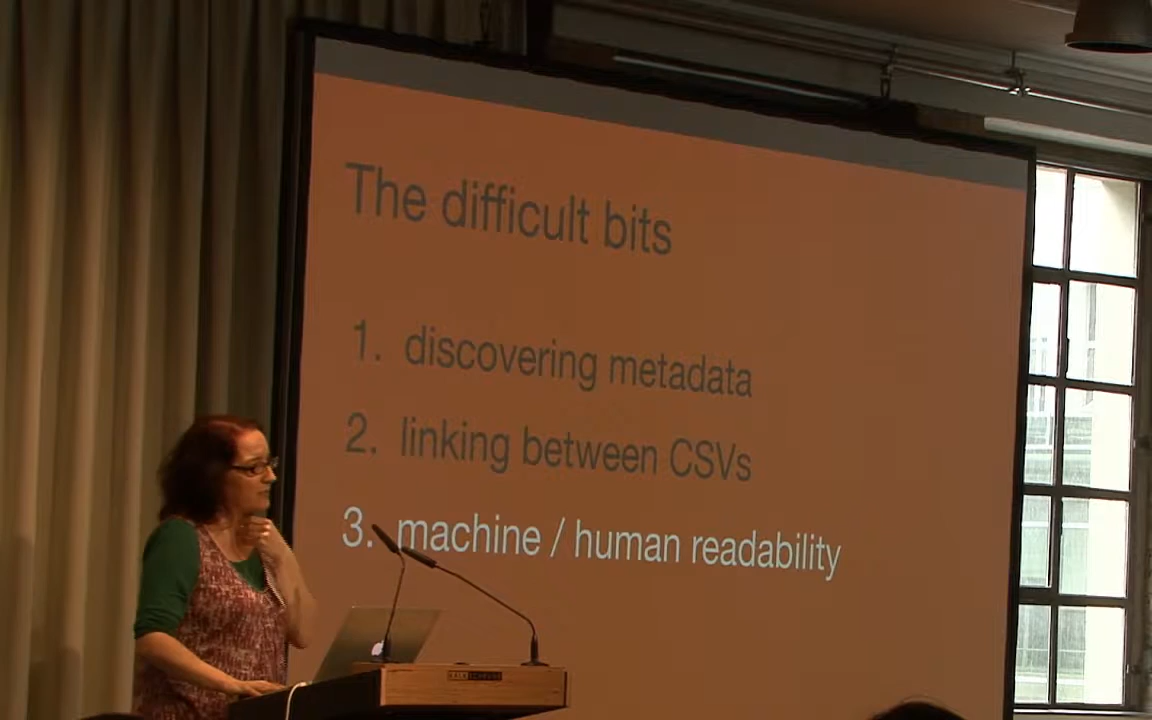 The difficult bits
1. discovering metadata
2. linking between CSVs
3. machine / human readability